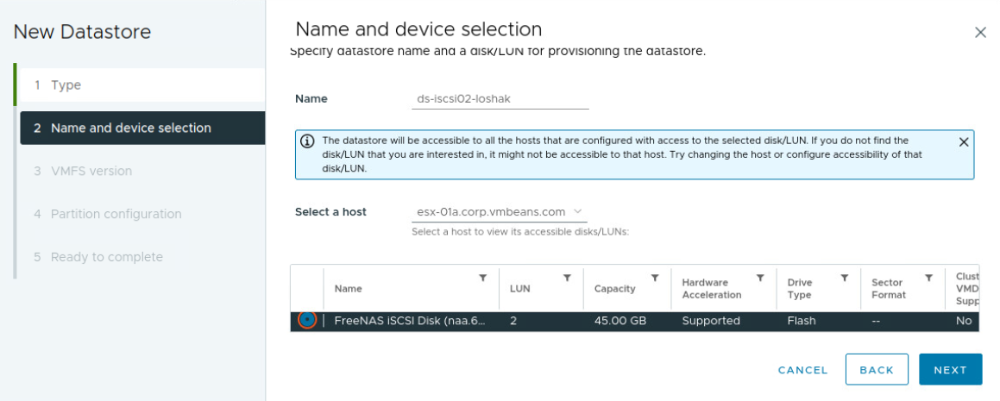 New Datastore
1 Type
2 Name and device selection
3 VMFS version
4 Partition configuration
5 Ready to complete
Name and device selection
Specify datastore name and a disk/LUN for provisioning the datastore.
Name ds-iscsi02-loshak
The datastore will be accessible to all the hosts that are configured with access to the selected disk/LUN. If you do not find the
disk/LUN that you are interested in, it might not be accessible to that host. Try changing the host or configure accessibility of that
disk/LUN.
Select a host esx-01a.corp.vmbeans.com
Select a host to view its accessible disks/LUNs:
Name LUN Capacity Hardware Acceleration Drive Type Sector Format Clust VMD Supp
FreeNAS iSCSI Disk (naa.6... 2 45.00 GB Supported Flash -- No
CANCEL BACK NEXT